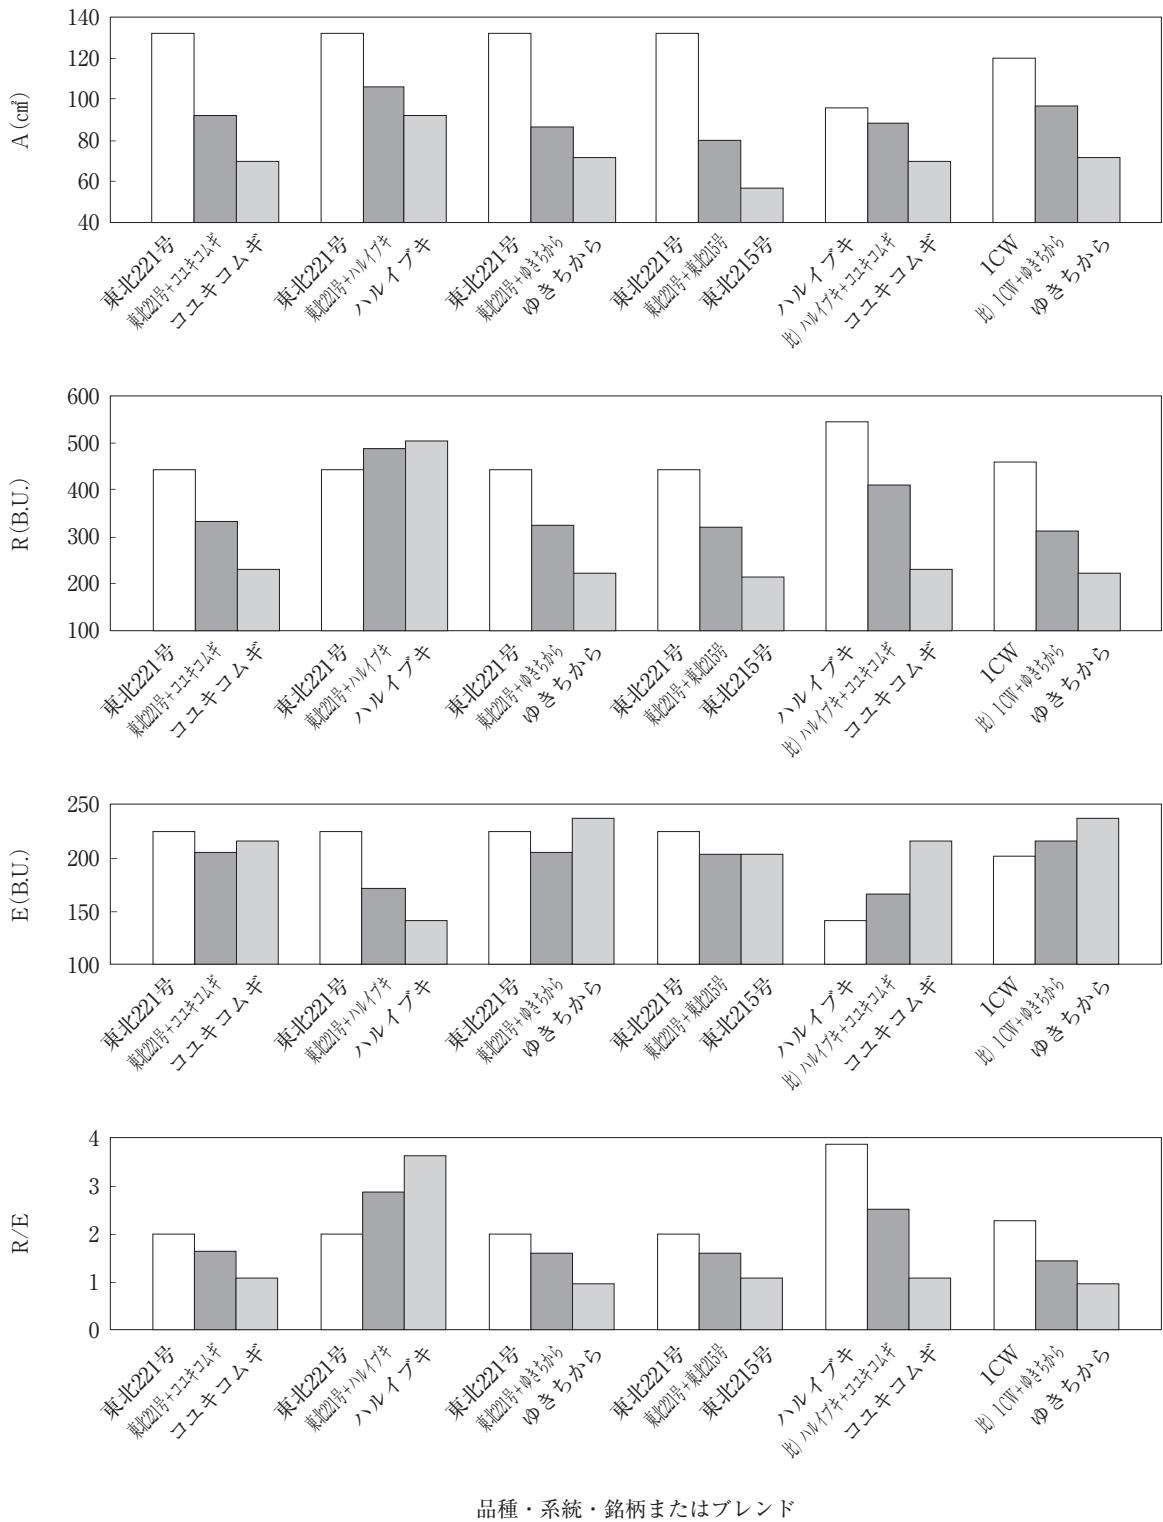 A(㎠)
140
120
100
80
60
40
東北221号
東北221号+コユキコムギ
コユキコムギ
東北221号
東北221号+ハルイブキ
ハルイブキ
東北221号
東北221号+ゆきちから
ゆきちから
東北221号
東北221号+東北215号
東北215号
ハルイブキ
比)ハルイブキ+コユキコムギ
コユキコムギ
1CW
比)1CW+ゆきちから
ゆきちから
R(B.U.)
600
500
400
300
200
100
東北221号
東北221号+コユキコムギ
コユキコムギ
東北221号
東北221号+ハルイブキ
ハルイブキ
東北221号
東北221号+ゆきちから
ゆきちから
東北221号
東北221号+東北215号
東北215号
ハルイブキ
比)ハルイブキ+コユキコムギ
コユキコムギ
1CW
比)1CW+ゆきちから
ゆきちから
E(B.U.)
250
200
150
100
東北221号
東北221号+コユキコムギ
コユキコムギ
東北221号
東北221号+ハルイブキ
ハルイブキ
東北221号
東北221号+ゆきちから
ゆきちから
東北221号
東北221号+東北215号
東北215号
ハルイブキ
比)ハルイブキ+コユキコムギ
コユキコムギ
1CW
比)1CW+ゆきちから
ゆきちから
R/E
4
3
2
1
0
東北221号
東北221号+コユキコムギ
コユキコムギ
東北221号
東北221号+ハルイブキ
ハルイブキ
東北221号
東北221号+ゆきちから
ゆきちから
東北221号
東北221号+東北215号
東北215号
ハルイブキ
比)ハルイブキ+コユキコムギ
コユキコムギ
1CW
比)1CW+ゆきちから
ゆきちから
品種・系統・銘柄またはブレンド